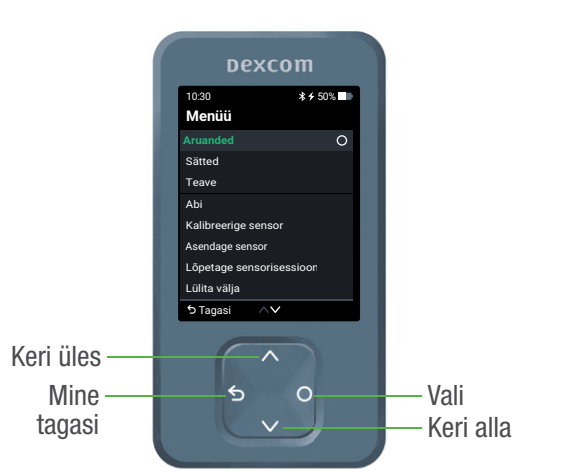 Dexcom
10:30 50%
Menüü
Aruanded
Sätted
Teave
Abi
Kalibreerige sensor
Asendage sensor
Lõpetage sensorisessioon
Lülita välja
Tagasi
Keri üles
Mine
tagasi
Vali
Keri alla